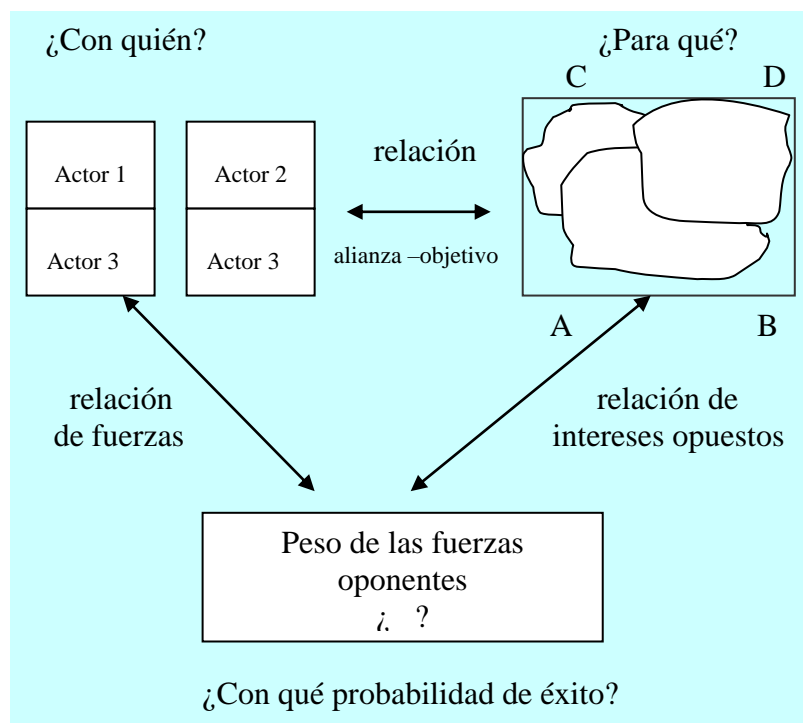 ¿Con quién?
¿Para qué?
C
D
Actor 1
Actor 2
relación
Actor 3
Actor 3
alianza –objetivo
A
B
relación
de fuerzas
relación de
intereses opuestos
Peso de las fuerzas
oponentes
¿ ?
¿Con qué probabilidad de éxito?